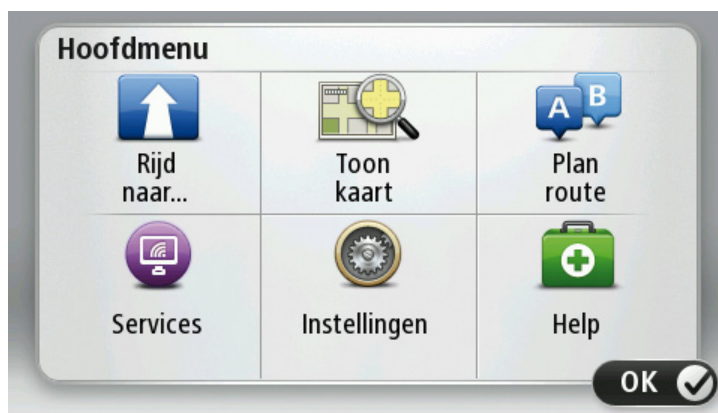 Hoofdmenu
Rijd
naar...
Toon
kaart
A B
Plan
route
Services
Instellingen
Help
OK